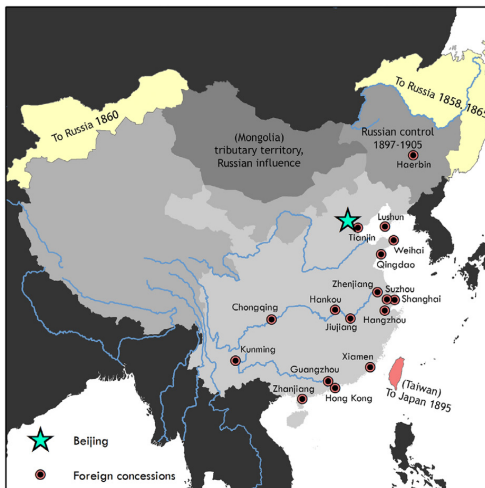 To Russia 1860
To Russia 1858, 1865
(Mongolia)
tributary territory,
Russian influence
Russian control
1897-1905
Haerbin
Lushun
Tianjin
Weihai
Qingdao
Zhenjiang
Suzhou
Shanghai
Hankou
Chongqing
Jiujiang
Hangzhou
Kunming
Xiamen
Guangzhou
Zhanjiang
Hong Kong
(Taiwan)
To Japan 1895
Beijing
Foreign concessions